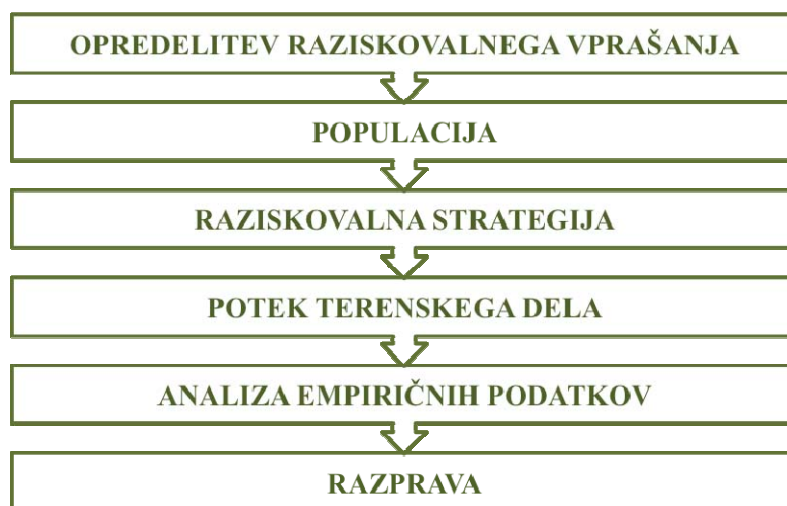 OPREDELITEV RAZISKOVALNEGA VPRAŠANJA
POPULACIJA
RAZISKOVALNA STRATEGIJA
POTEK TERENSKEGA DELA
ANALIZA EMPIRIČNIH PODATKOV
RAZPRAVA